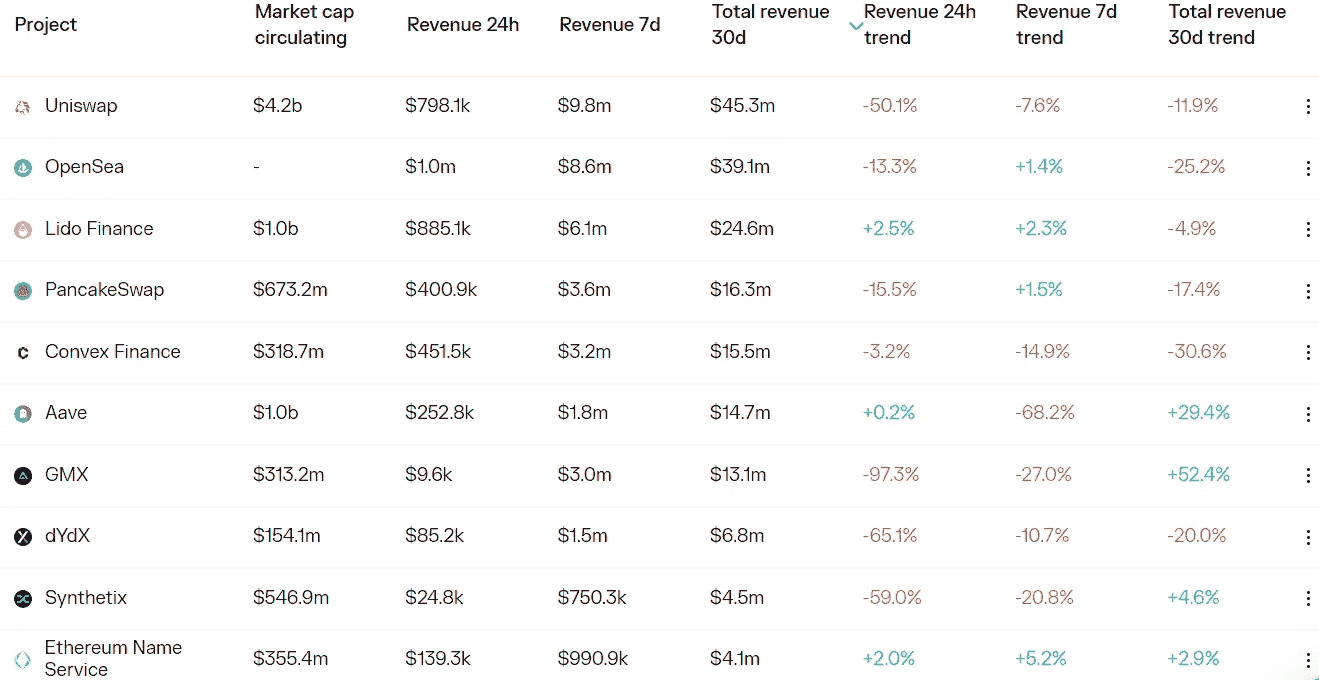 Project Market cap circulating Revenue 24h Revenue 7d Total revenue 30d Revenue 24h trend Revenue 7d trend Total revenue 30d trend
Uniswap $4.2b $798.1k $9.8m $45.3m -50.1% -7.6% -11.9%
OpenSea - $1.0m $8.6m $39.1m -13.3% +1.4% -25.2%
Lido Finance $1.0b $885.1k $6.1m $24.6m +2.5% +2.3% -4.9%
PancakeSwap $673.2m $400.9k $3.6m $16.3m -15.5% +1.5% -17.4%
Convex Finance $318.7m $451.5k $3.2m $15.5m -3.2% -14.9% -30.6%
Aave $1.0b $252.8k $1.8m $14.7m +0.2% -68.2% +29.4%
GMX $313.2m $9.6k $3.0m $13.1m -97.3% -27.0% +52.4%
dYdX $154.1m $85.2k $1.5m $6.8m -65.1% -10.7% -20.0%
Synthetix $546.9m $24.8k $750.3k $4.5m -59.0% -20.8% +4.6%
Ethereum Name Service $355.4m $139.3k $990.9k $4.1m +2.0% +5.2% +2.9%